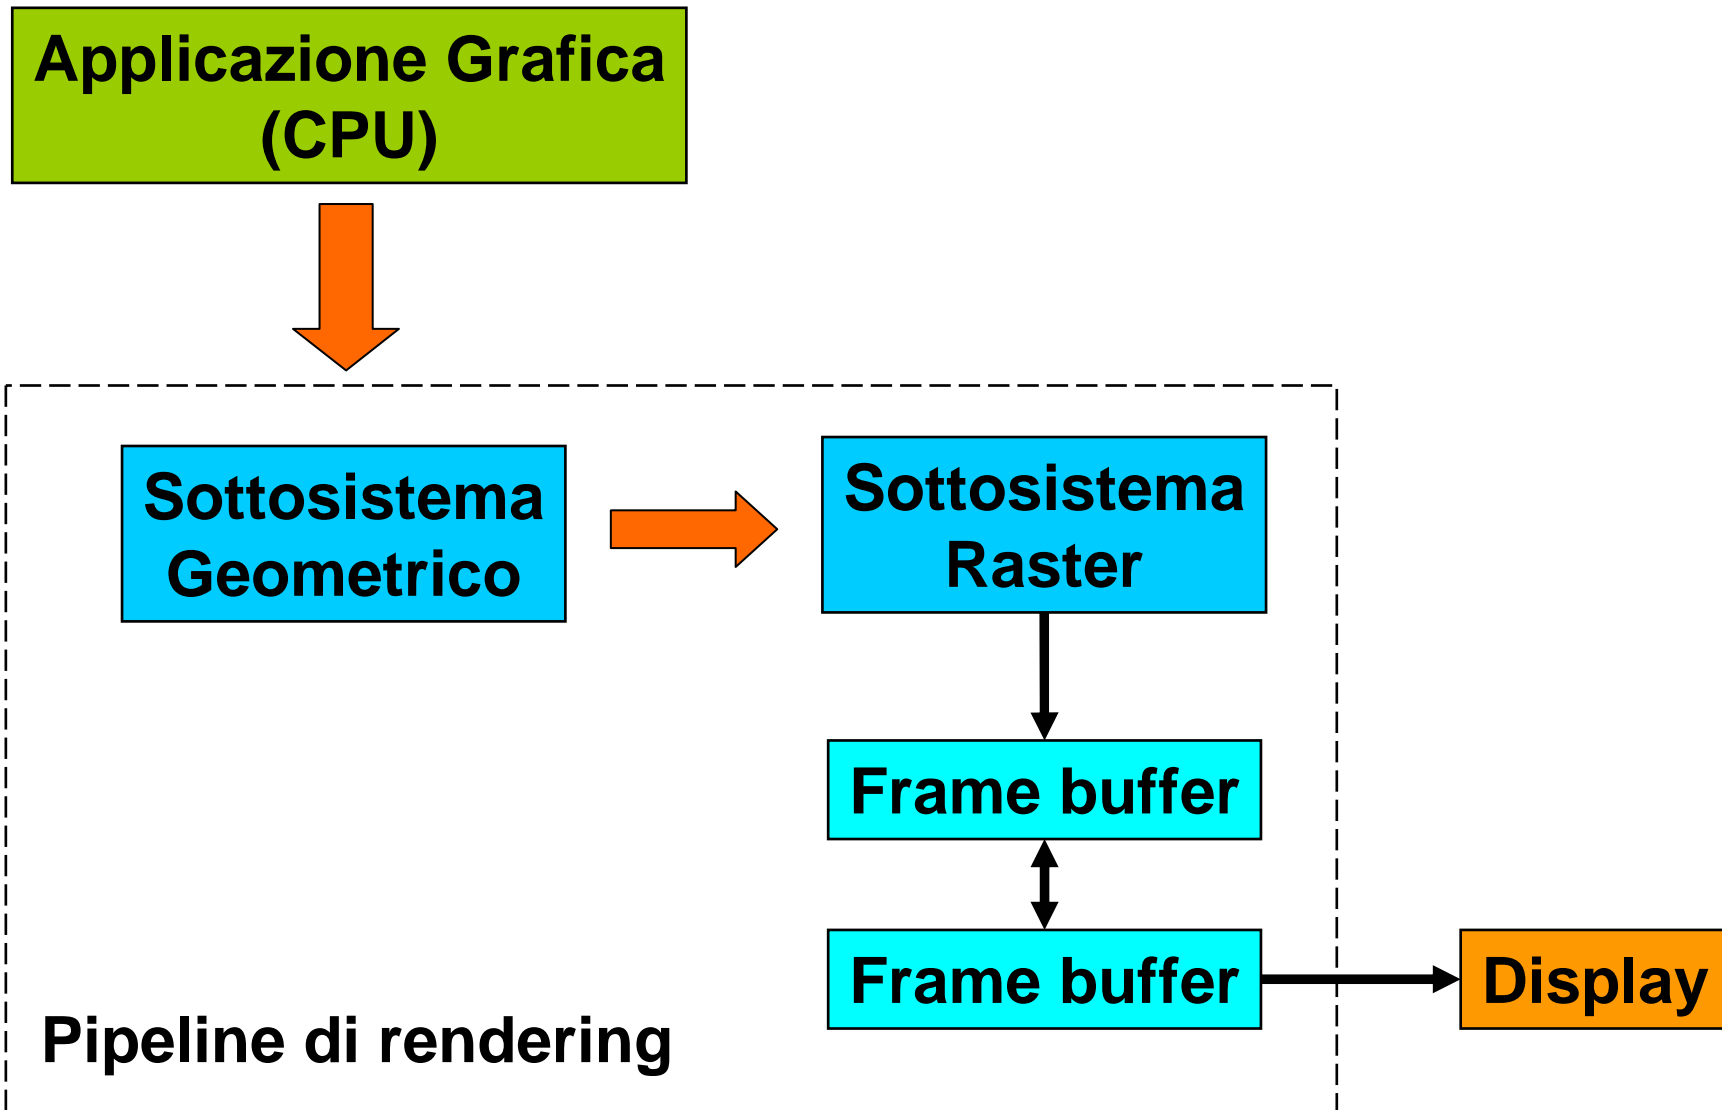 Applicazione Grafica
(CPU)
Sottosistema
Geometrico
Sottosistema
Raster
Frame buffer
Frame buffer
Display
Pipeline di rendering